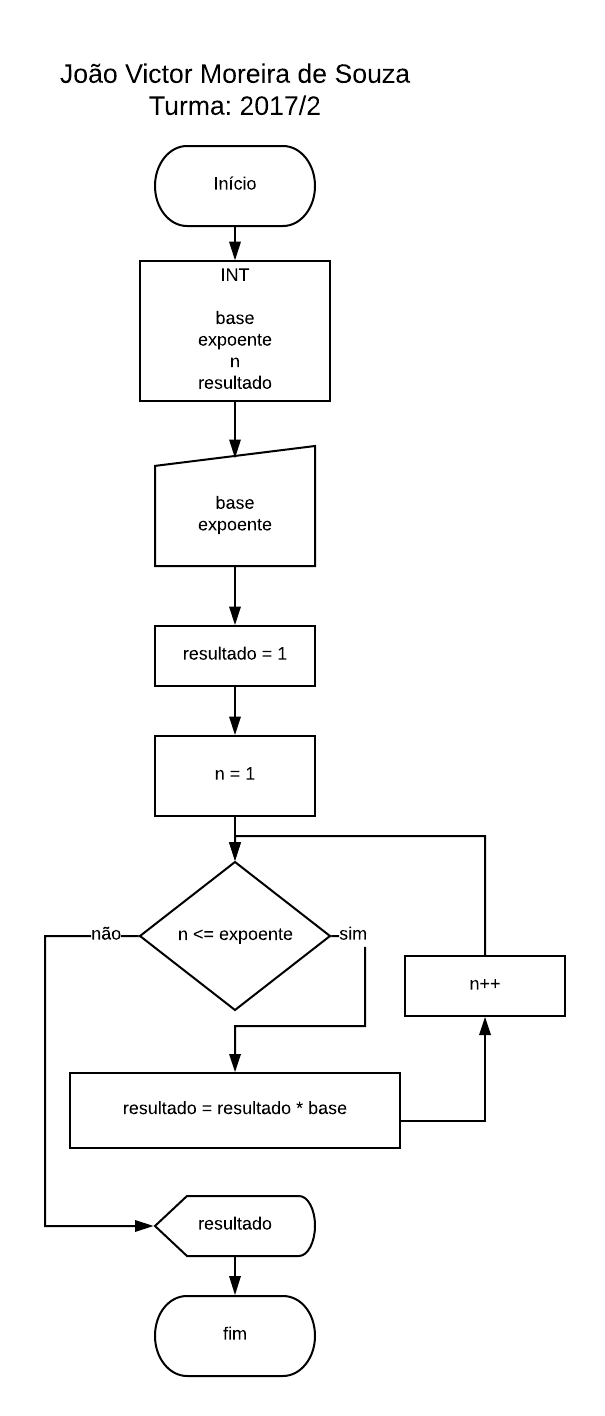 João Victor Moreira de Souza
Turma: 2017/2
Início
INT
base
expoente
n
resultado
base
expoente
resultado = 1
n = 1
n <= expoente
não
sim
n++
resultado = resultado * base
resultado
fim